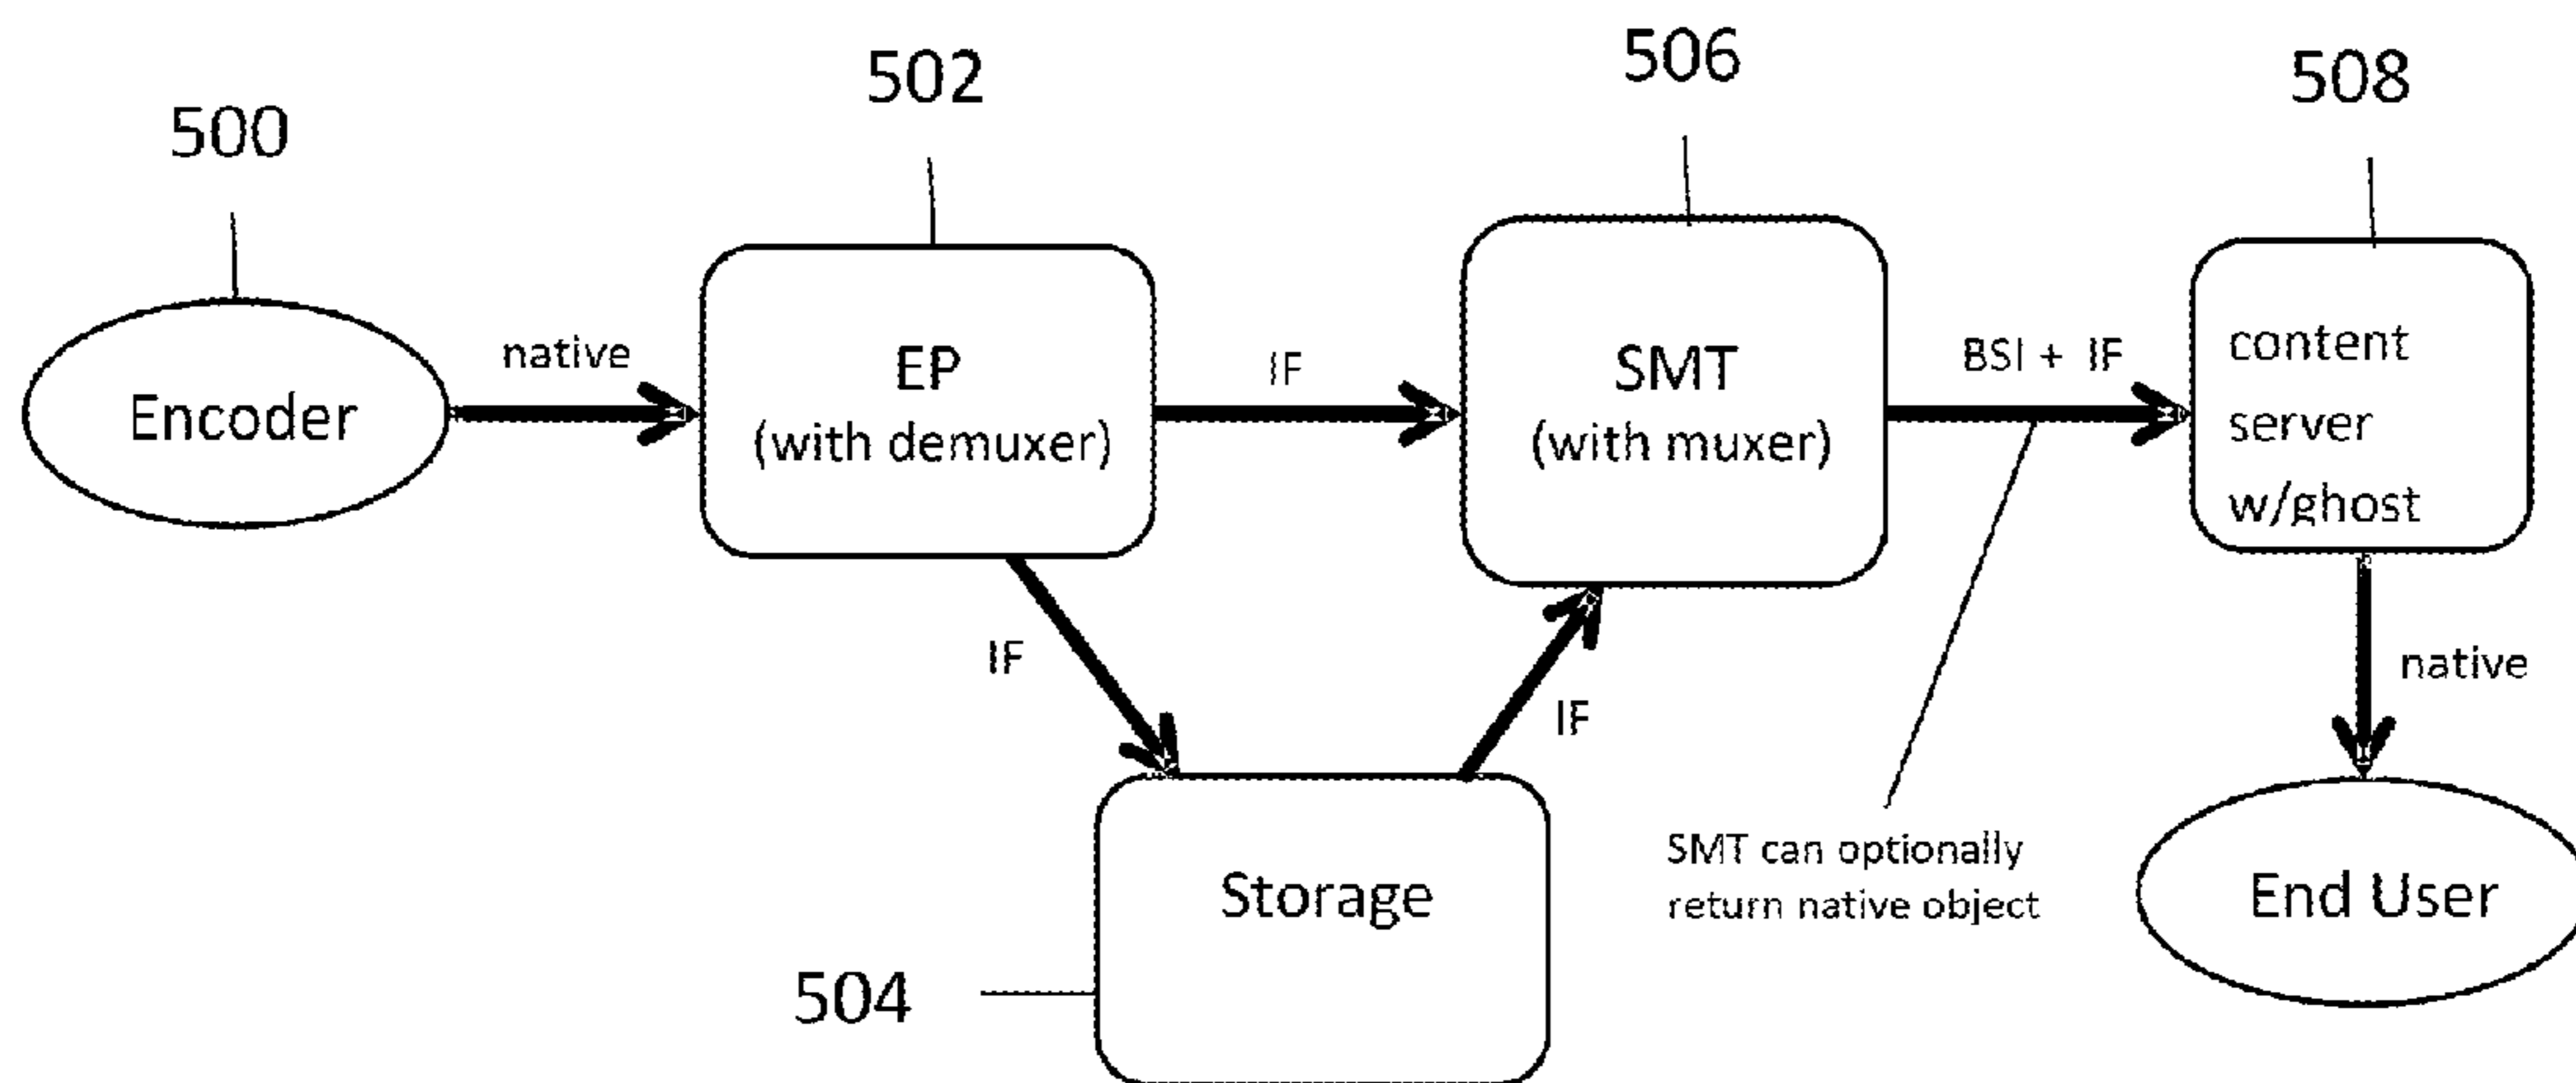 500
502
506
508
Encoder
native
EP
(with demuxer)
IF
SMT
(with muxer)
BSI + IF
content
server
w/ghost
IF
IF
native
Storage
504
SMT can optionally
return native object
End User